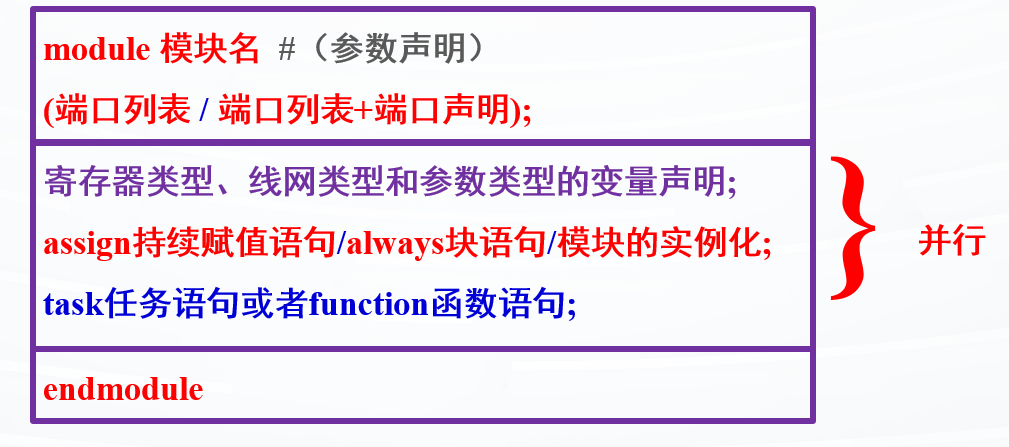 module 模块名 #（参数声明）
(端口列表 / 端口列表+端口声明);
寄存器类型、线网类型和参数类型的变量声明;
assign持续赋值语句/always块语句/模块的实例化;
task任务语句或者function函数语句;
} 并行
endmodule